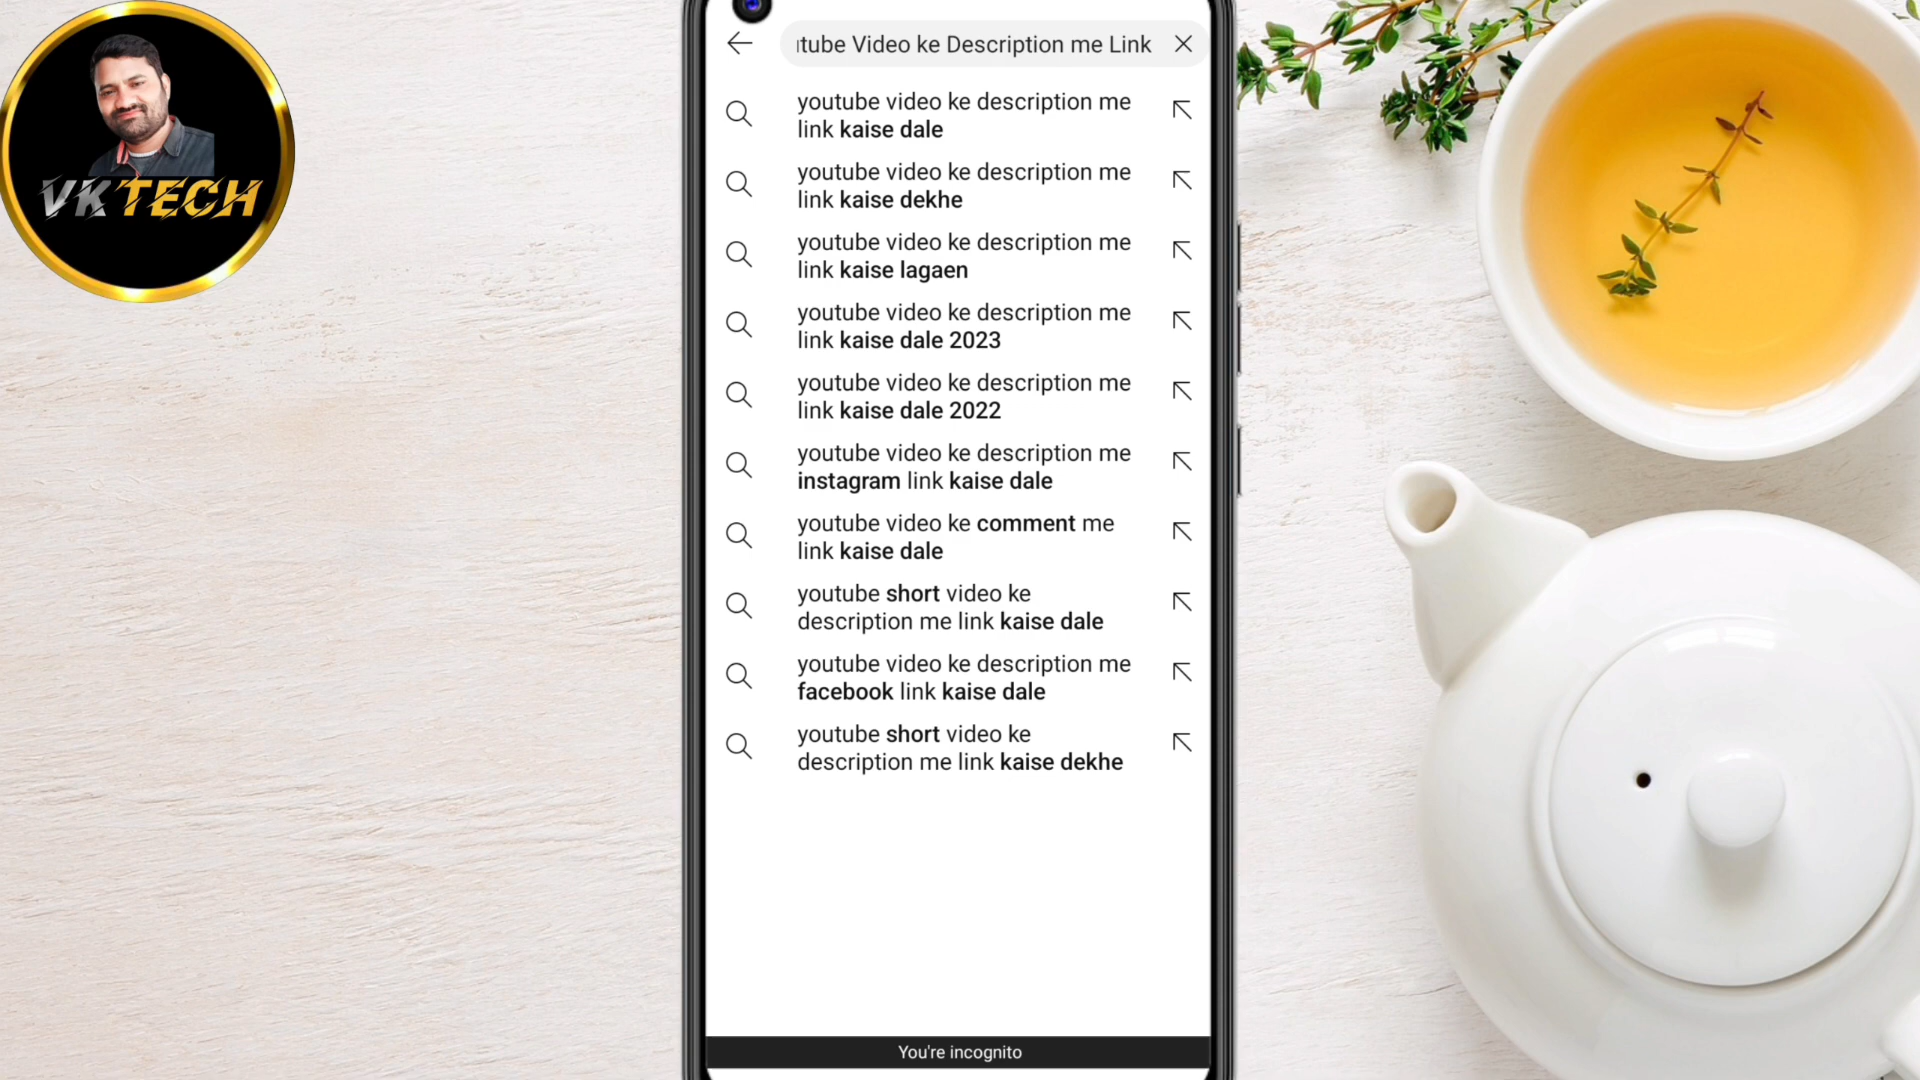 VK TECH
tube Video ke Description me Link
youtube video ke description me
link kaise dale
youtube video ke description me
link kaise dekhe
youtube video ke description me
link kaise lagaen
youtube video ke description me
link kaise dale 2023
youtube video ke description me
link kaise dale 2022
youtube video ke description me
instagram link kaise dale
youtube video ke comment me
link kaise dale
youtube short video ke
description me link kaise dale
youtube video ke description me
facebook link kaise dale
youtube short video ke
description me link kaise dekhe
You're incognito